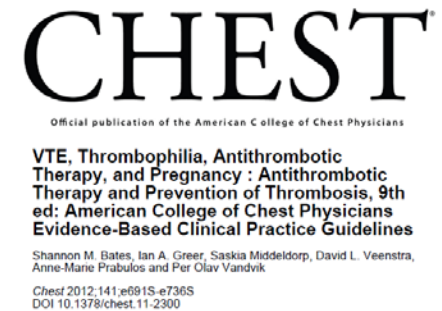 CHEST®
Official publication of the American C ollege of Chest Physicians
VTE, Thrombophilia, Antithrombotic
Therapy, and Pregnancy : Antithrombotic
Therapy and Prevention of Thrombosis, 9th
ed: American College of Chest Physicians
Evidence-Based Clinical Practice Guidelines
Shannon M. Bates, Ian A. Greer, Saskia Middeldorp, David L. Veenstra,
Anne-Marie Prabulos and Per Olav Vandvik
Chest 2012;141;e691S-e736S
DOI 10.1378/chest.11-2300